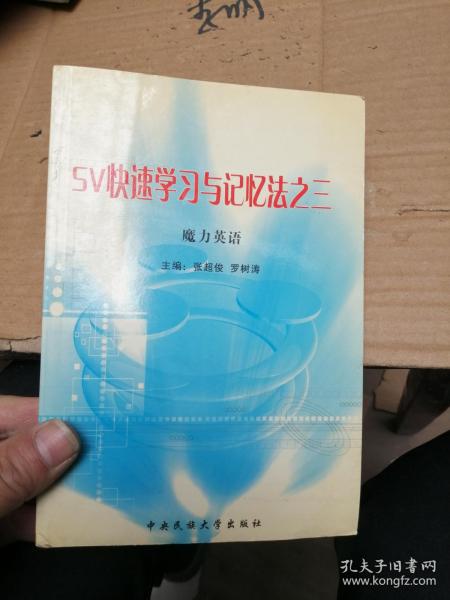 SV快速学习与记忆法之三
魔力英语
主编：张超俊 罗树涛
中央民族大学出版社
孔夫子旧书网
www.kongfz.com